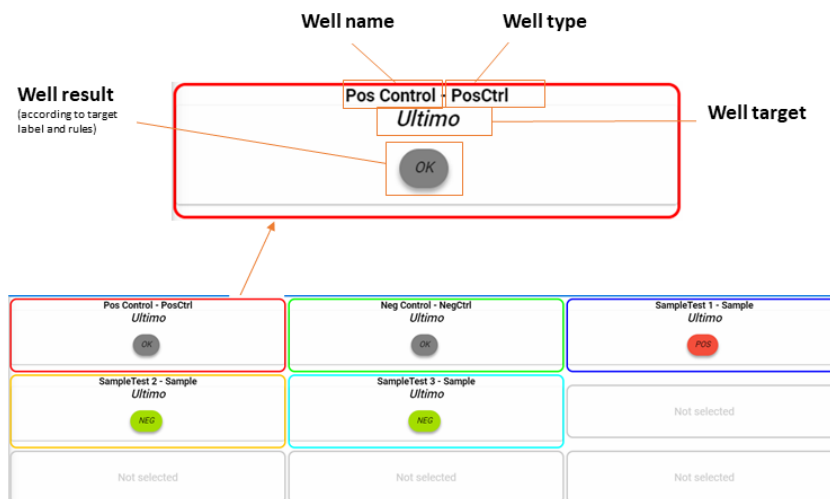 Well name
Well type
Well result
(according to target
label and rules)
Pos Control - PosCtrl
Ultimo
Well target
OK
Pos Control - PosCtrl
Ultimo
OK
Neg Control - NegCtrl
Ultimo
OK
SampleTest 1 - Sample
Ultimo
POS
SampleTest 2 - Sample
Ultimo
NEG
SampleTest 3 - Sample
Ultimo
NEG
Not selected
Not selected
Not selected
Not selected